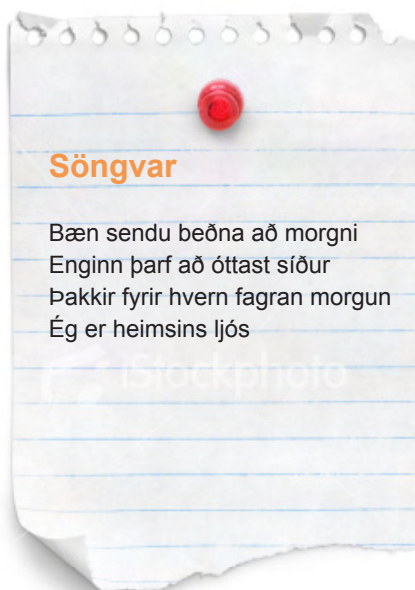 Söngvar
Bæn sendu beðna að morgni
Enginn þarf að óttast síður
Þakkir fyrir hvern fagran morgun
Ég er heimsins ljós
iStockphoto